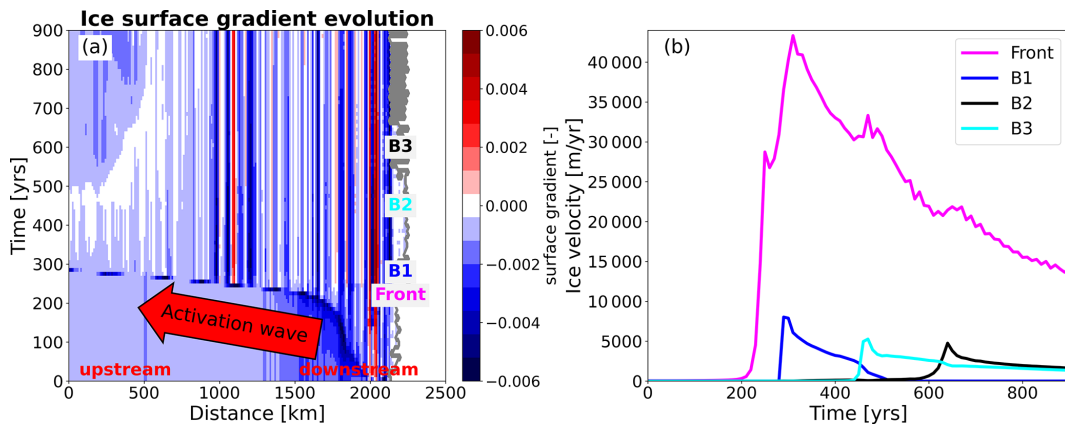 Ice surface gradient evolution
(a)
900
800
700
600
500
400
300
200
100
0
Time [yrs]
B3
B2
B1
Front
Activation wave
upstream
downstream
0
500
1000
1500
2000
2500
Distance [km]
0.006
0.004
0.002
0.000
−0.002
−0.004
−0.006
surface gradient [-]
(b)
Ice velocity [m/yr]
40 000
35 000
30 000
25 000
20 000
15 000
10 000
5000
0
Front
B1
B2
B3
0
200
400
600
800
Time [yrs]